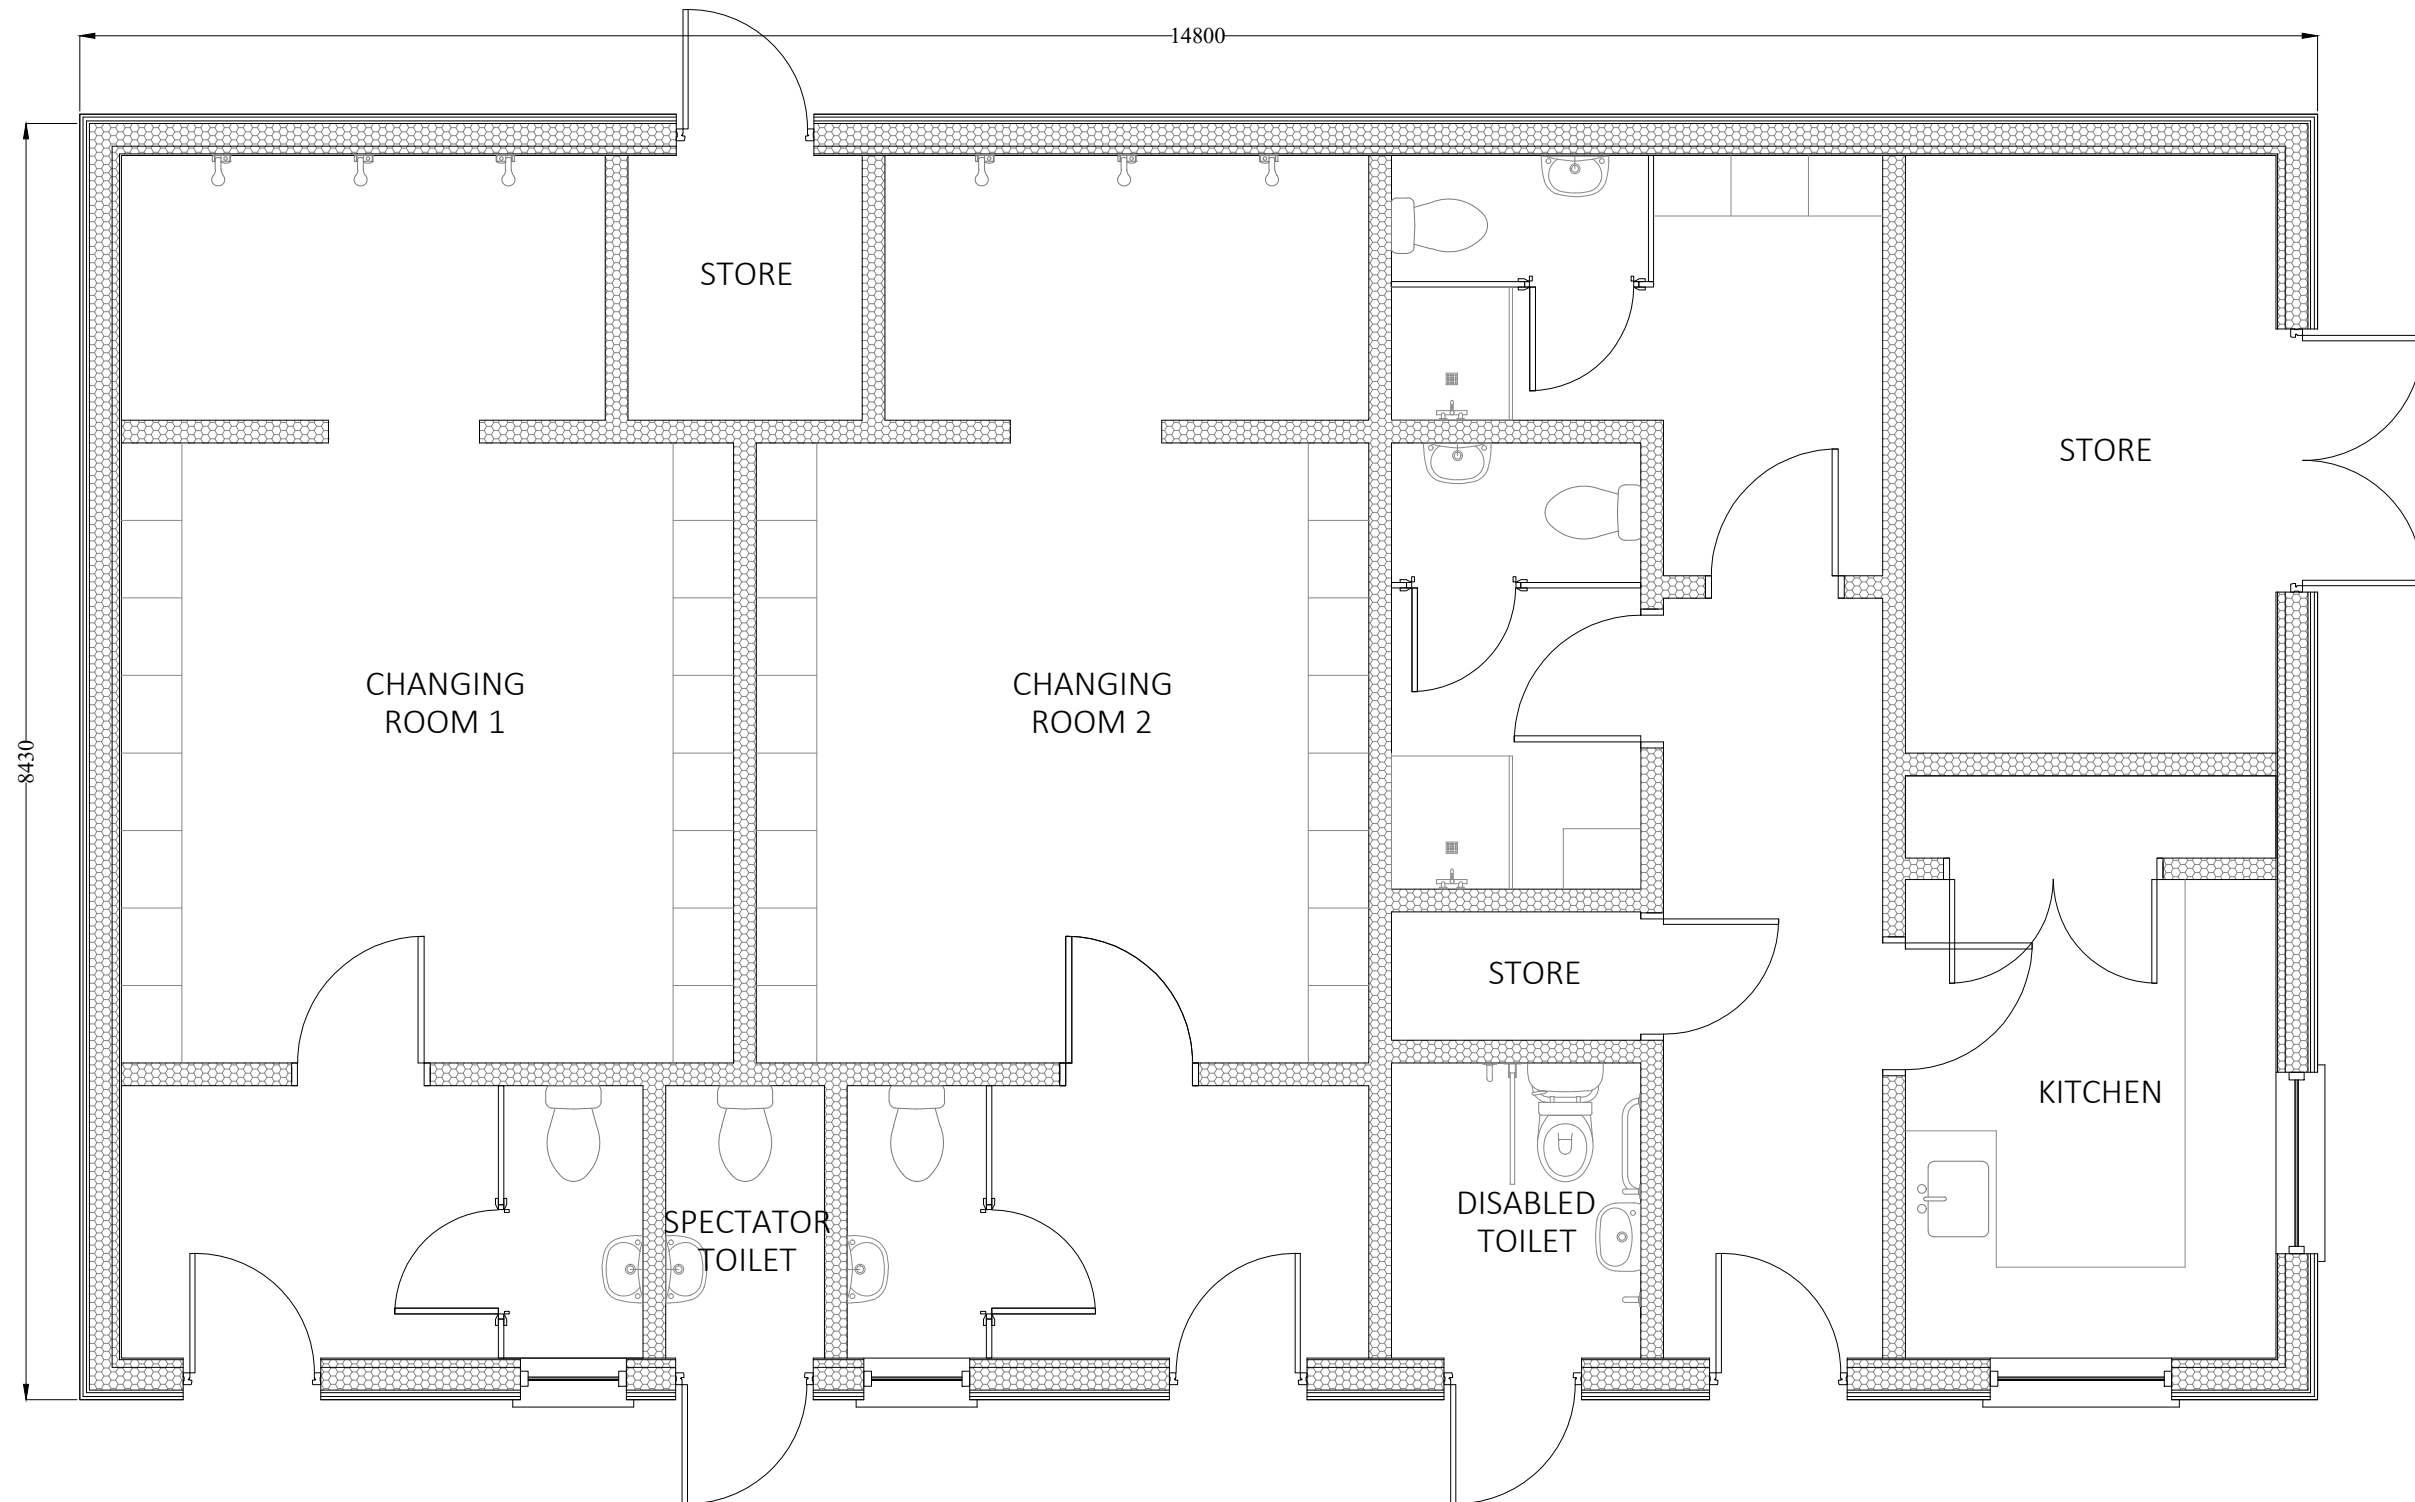 14800
STORE
STORE
CHANGING
ROOM 1
CHANGING
ROOM 2
8430
STORE
KITCHEN
SPECTATOR
TOILET
DISABLED
TOILET